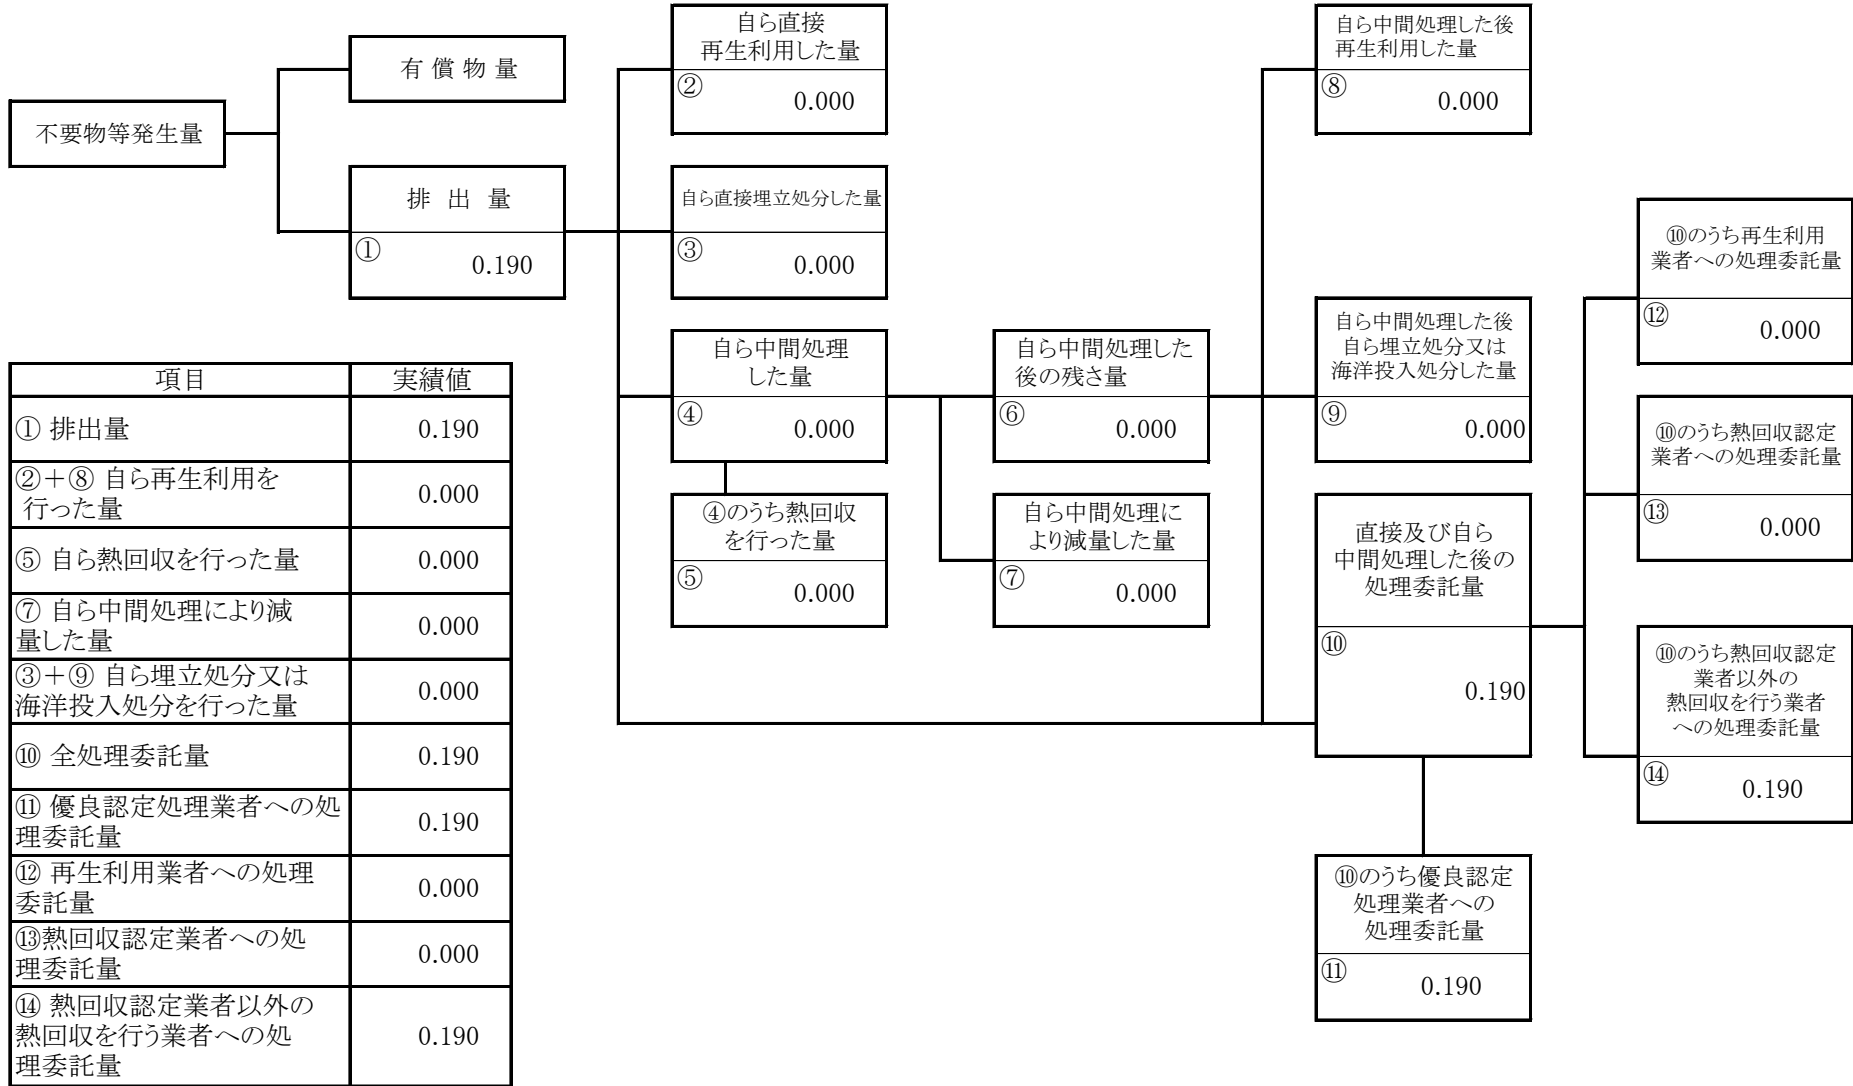 不要物等発生量
有 償 物 量
排 出 量
①
0.190
自ら直接
再生利用した量
②
0.000
自ら直接埋立処分した量
③
0.000
自ら中間処理
した量
④
0.000
④のうち熱回収
を行った量
⑤
0.000
自ら中間処理した
後の残さ量
⑥
0.000
自ら中間処理に
より減量した量
⑦
0.000
自ら中間処理した後
再生利用した量
⑧
0.000
自ら中間処理した後
自ら埋立処分又は
海洋投入処分した量
⑨
0.000
直接及び自ら
中間処理した後の
処理委託量
⑩
0.190
⑩のうち優良認定
処理業者への
処理委託量
⑪
0.190
⑩のうち再生利用
業者への処理委託量
⑫
0.000
⑩のうち熱回収認定
業者への処理委託量
⑬
0.000
⑩のうち熱回収認定
業者以外の
熱回収を行う業者
への処理委託量
⑭
0.190
項目 実績値
① 排出量 0.190
②＋⑧ 自ら再生利用を
行った量
0.000
⑤ 自ら熱回収を行った量 0.000
⑦ 自ら中間処理により減
量した量
0.000
③＋⑨ 自ら埋立処分又は
海洋投入処分を行った量
0.000
⑩ 全処理委託量 0.190
⑪ 優良認定処理業者への処
理委託量
0.190
⑫ 再生利用業者への処理
委託量
0.000
⑬熱回収認定業者への処
理委託量
0.000
⑭ 熱回収認定業者以外の
熱回収を行う業者への処
理委託量
0.190